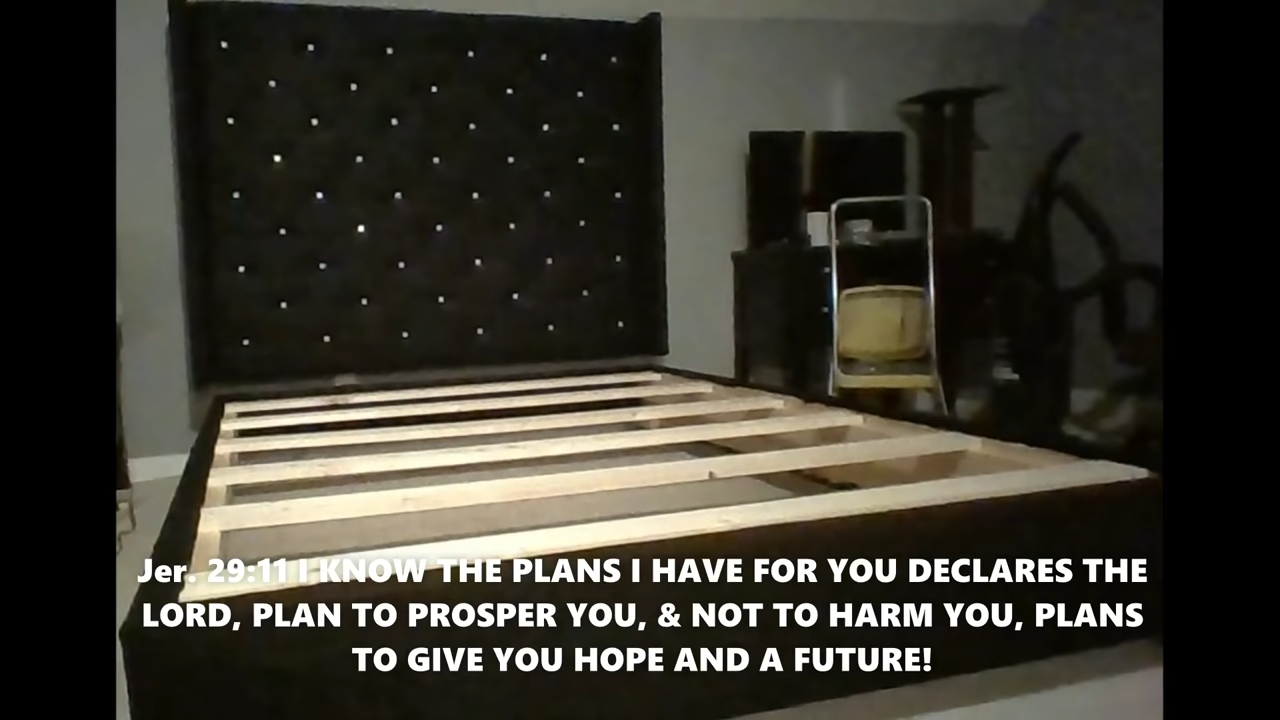 Jer. 29:11 I KNOW THE PLANS I HAVE FOR YOU DECLARES THE
LORD, PLAN TO PROSPER YOU, & NOT TO HARM YOU, PLANS
TO GIVE YOU HOPE AND A FUTURE!